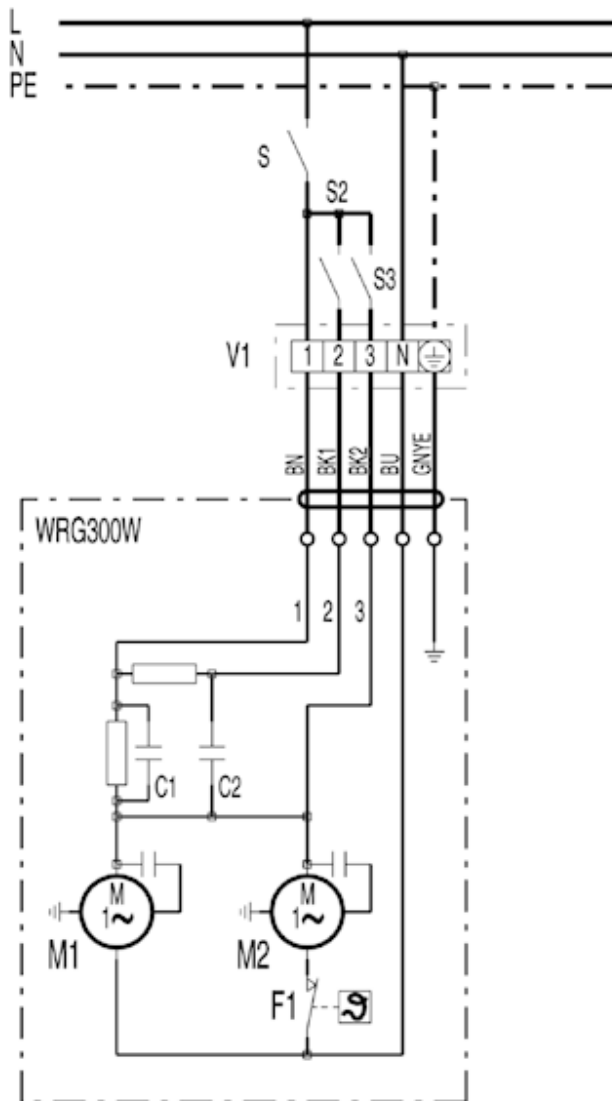 L
N
PE
S
S2
S3
V1
1 2 3 N
BN
BK1
BK2
BU
GNYE
WRG300W
1 2 3
C1
C2
M
1~
M1
M
1~
M2
F1
ϑ